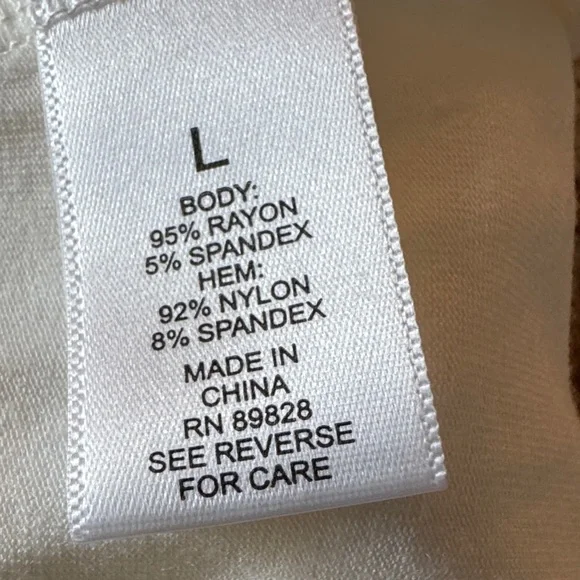 L
BODY:
95% RAYON
5% SPANDEX
HEM:
92% NYLON
8% SPANDEX
MADE IN
CHINA
RN 89828
SEE REVERSE
FOR CARE